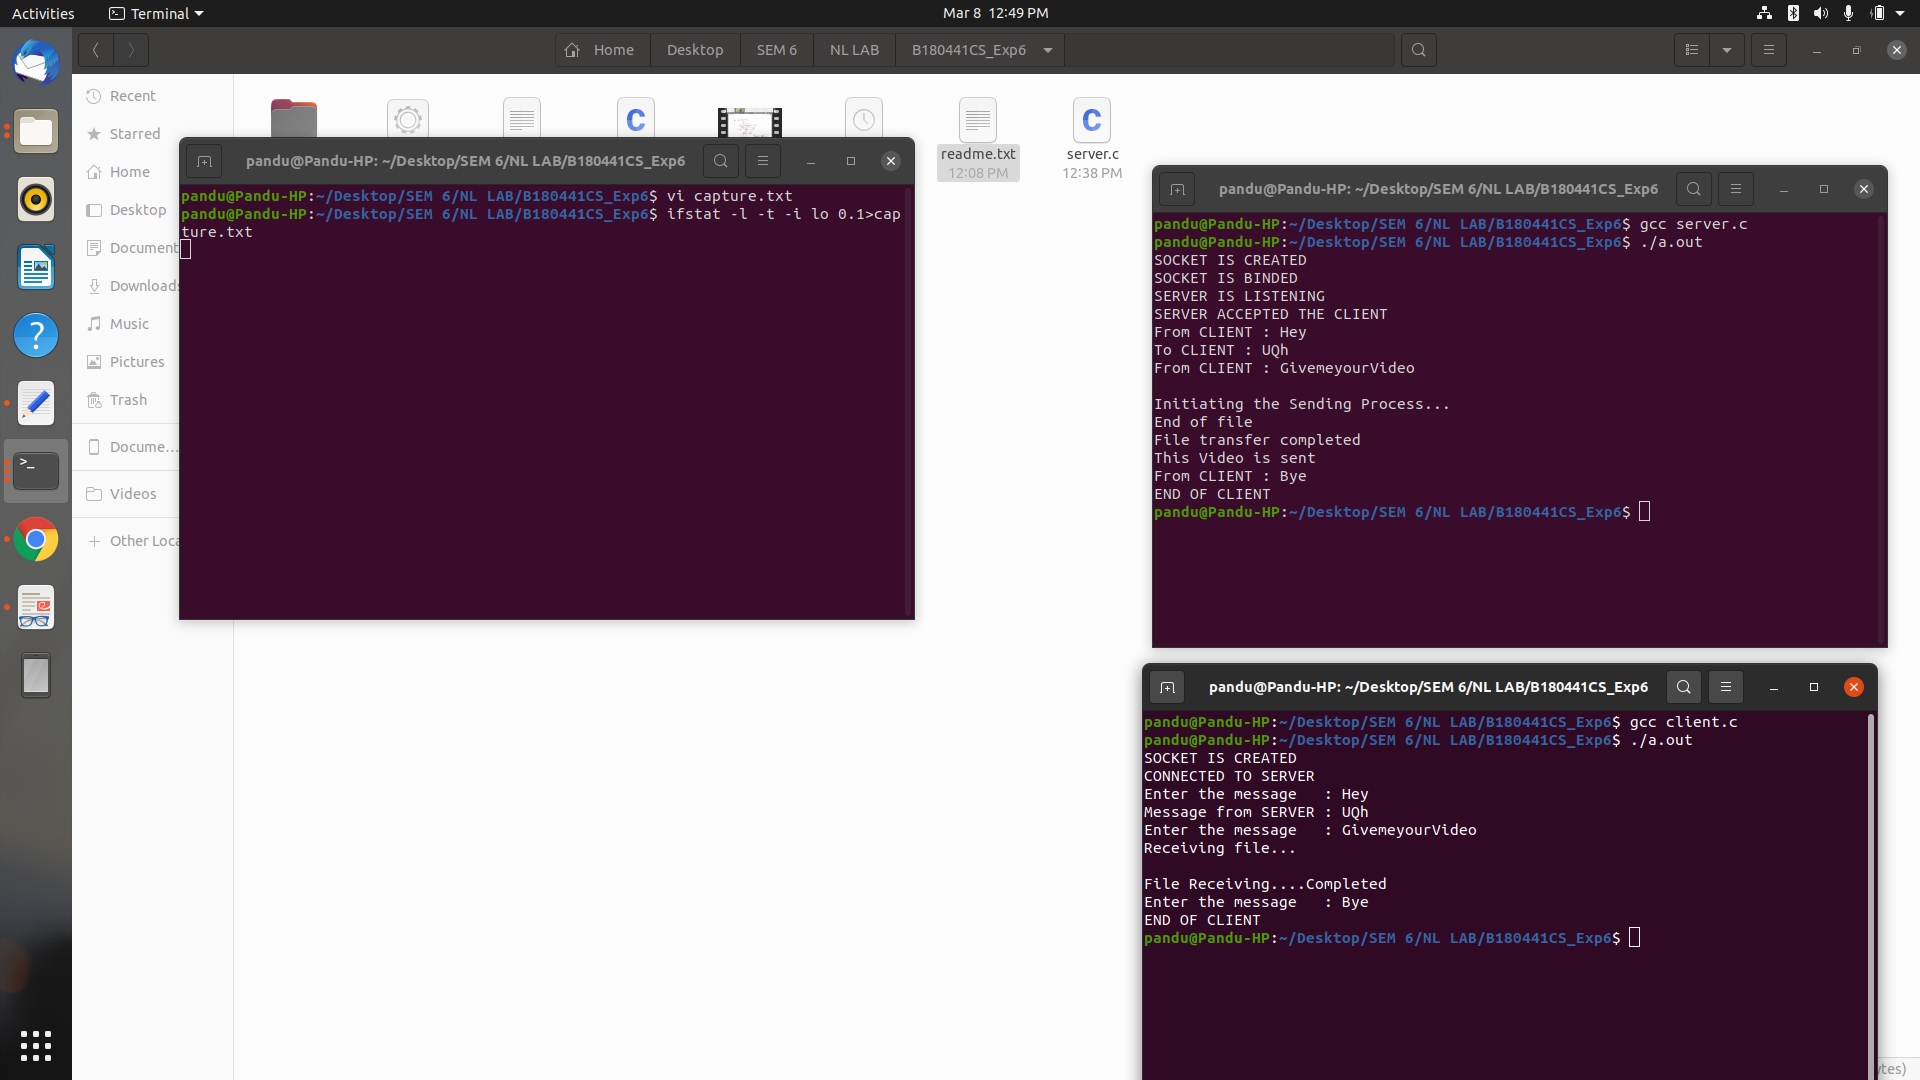 Activities
Terminal
Mar 8 12:49 PM
Home
Desktop
SEM 6
NL LAB
B180441CS_Exp6
Recent
Starred
Home
Desktop
Document
Downloads
Music
Pictures
Trash
Docume...
Videos
Other Loca
readme.txt
12:08 PM
server.c
12:38 PM
pandu@Pandu-HP: ~/Desktop/SEM 6/NL LAB/B180441CS_Exp6
pandu@Pandu-HP:~/Desktop/SEM 6/NL LAB/B180441CS_Exp6$ vi capture.txt
pandu@Pandu-HP:~/Desktop/SEM 6/NL LAB/B180441CS_Exp6$ ifstat -l -t -i lo 0.1>cap
ture.txt
pandu@Pandu-HP: ~/Desktop/SEM 6/NL LAB/B180441CS_Exp6
pandu@Pandu-HP:~/Desktop/SEM 6/NL LAB/B180441CS_Exp6$ gcc server.c
pandu@Pandu-HP:~/Desktop/SEM 6/NL LAB/B180441CS_Exp6$ ./a.out
SOCKET IS CREATED
SOCKET IS BINDED
SERVER IS LISTENING
SERVER ACCEPTED THE CLIENT
From CLIENT : Hey
To CLIENT : UQh
From CLIENT : GivemeyourVideo
Initiating the Sending Process...
End of file
File transfer completed
This Video is sent
From CLIENT : Bye
END OF CLIENT
pandu@Pandu-HP:~/Desktop/SEM 6/NL LAB/B180441CS_Exp6$
pandu@Pandu-HP: ~/Desktop/SEM 6/NL LAB/B180441CS_Exp6
pandu@Pandu-HP:~/Desktop/SEM 6/NL LAB/B180441CS_Exp6$ gcc client.c
pandu@Pandu-HP:~/Desktop/SEM 6/NL LAB/B180441CS_Exp6$ ./a.out
SOCKET IS CREATED
CONNECTED TO SERVER
Enter the message   : Hey
Message from SERVER : UQh
Enter the message   : GivemeyourVideo
Receiving file...
File Receiving....Completed
Enter the message   : Bye
END OF CLIENT
pandu@Pandu-HP:~/Desktop/SEM 6/NL LAB/B180441CS_Exp6$
ytes)